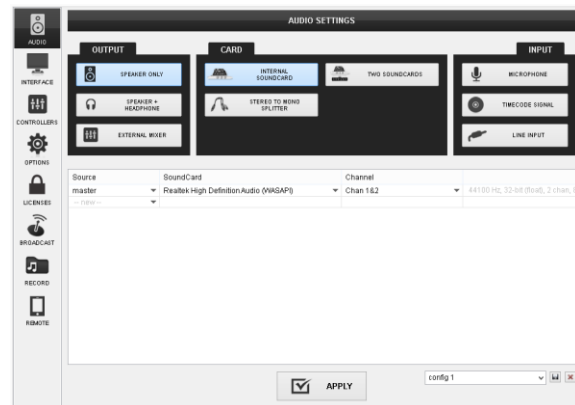 AUDIO SETTINGS
AUDIO
INTERFACE
CONTROLLERS
OPTIONS
LICENSES
BROADCAST
RECORD
REMOTE
OUTPUT
SPEAKER ONLY
SPEAKER +
HEADPHONE
EXTERNAL MIXER
CARD
INTERNAL
SOUNDCARD
TWO SOUNDCARDS
STEREO TO MONO
SPLITTER
INPUT
MICROPHONE
TIMECODE SIGNAL
LINE INPUT
Source SoundCard Channel
master Realtek High Definition Audio (WASAPI) Chan 1&2 44100 Hz, 32-bit (float), 2 chan,
-- new --
APPLY
config 1